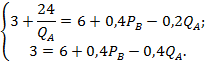 3 + 24/Q_A = 6 + 0,4P_B − 0,2Q_A;
3 = 6 + 0,4P_B − 0,4Q_A.